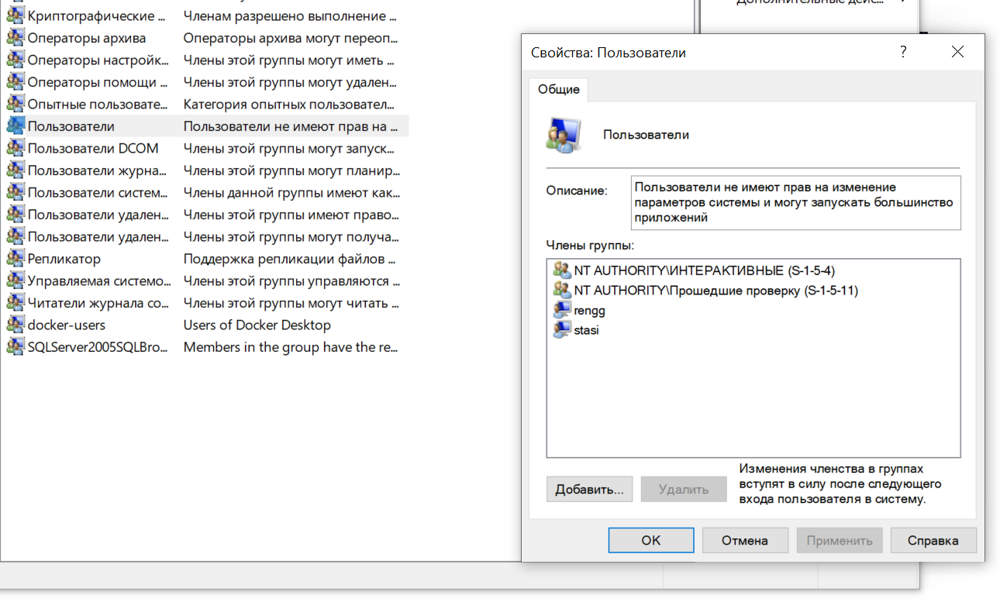 Дополнительные дейс...
Криптографические ... Членам разрешено выполнение ...
Операторы архива Операторы архива могут переоп...
Операторы настройк... Члены этой группы могут иметь ...
Операторы помощи ... Члены этой группы могут удален...
Опытные пользовате... Категория опытных пользовател...
Пользователи Пользователи не имеют прав на ...
Пользователи DCOM Члены этой группы могут запуск...
Пользователи журна... Члены этой группы могут планир...
Пользователи систем... Члены данной группы имеют как...
Пользователи удален... Члены этой группы имеют право...
Пользователи удален... Члены этой группы могут получа...
Репликатор Поддержка репликации файлов ...
Управляемая системо... Члены этой группы управляются ...
Читатели журнала со... Члены этой группы могут читать ...
docker-users Users of Docker Desktop
SQLServer2005SQLBro... Members in the group have the re...
Свойства: Пользователи ?
Общие
Пользователи
Описание:
Пользователи не имеют прав на изменение
параметров системы и могут запускать большинство
приложений
Члены группы:
NT AUTHORITY\ИНТЕРАКТИВНЫЕ (S-1-5-4)
NT AUTHORITY\Прошедшие проверку (S-1-5-11)
rengg
stasi
Добавить... Удалить
Изменения членства в группах
вступят в силу после следующего
входа пользователя в систему.
OK Отмена Применить Справка